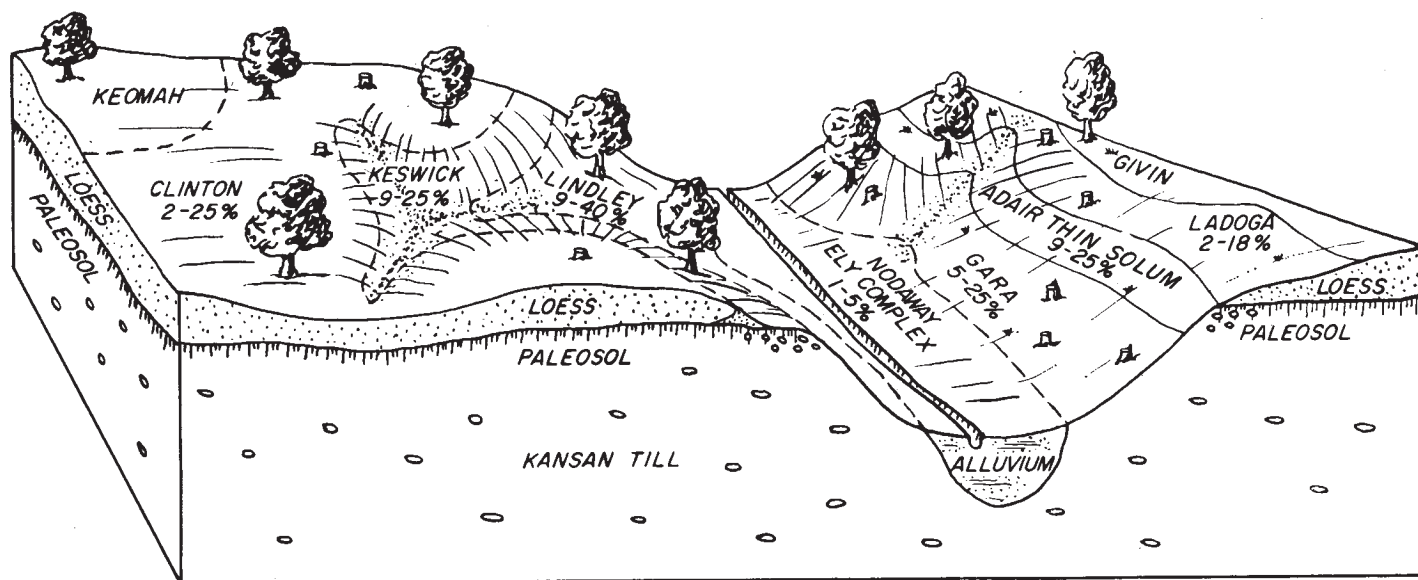 KEOMAH
CLINTON
2-25%
KESWICK
9-25%
LINDLEY
9-40%
LOESS
PALEOSOL
LOESS
PALEOSOL
KANSAN TILL
NODAWAY
ELY COMPLEX
1-5%
GARA
5-25%
ADAIR THIN SOLUM
9-25%
GIVIN
LADOGA
2-18%
LOESS
PALEOSOL
ALLUVIUM